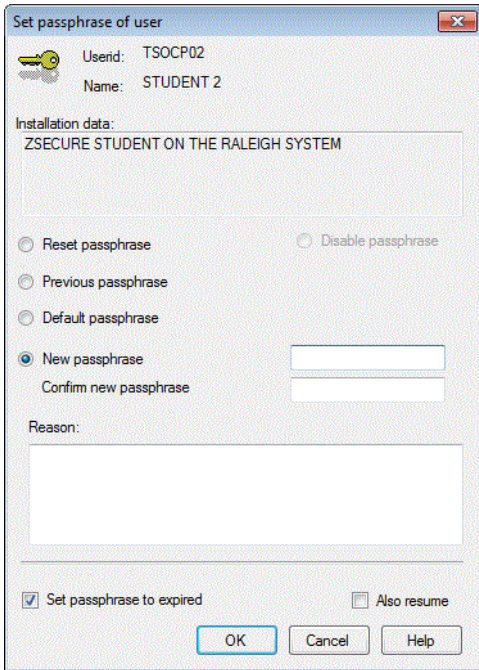 Set passphrase of user
Userid: TSOCP02
Name: STUDENT 2
Installation data:
ZSECURE STUDENT ON THE RALEIGH SYSTEM
Reset passphrase Disable passphrase
Previous passphrase
Default passphrase
New passphrase
Confirm new passphrase
Reason:
Set passphrase to expired Also resume
OK Cancel Help